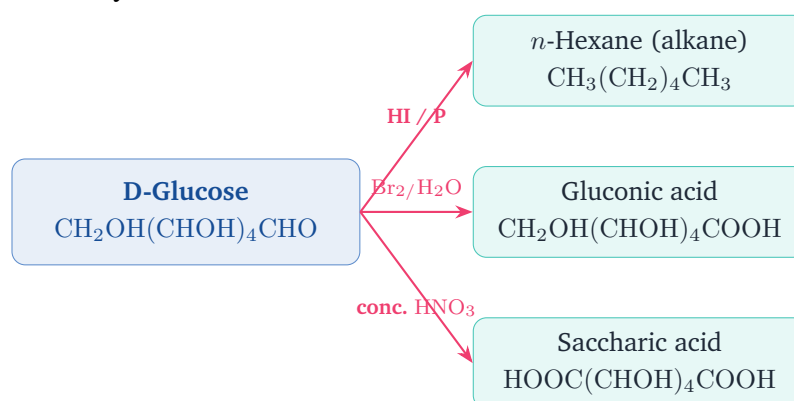 n-Hexane (alkane)
CH₃(CH₂)₄CH₃
HI / P
D-Glucose
CH₂OH(CHOH)₄CHO
Br₂/H₂O
Gluconic acid
CH₂OH(CHOH)₄COOH
conc. HNO₃
Saccharic acid
HOOC(CHOH)₄COOH